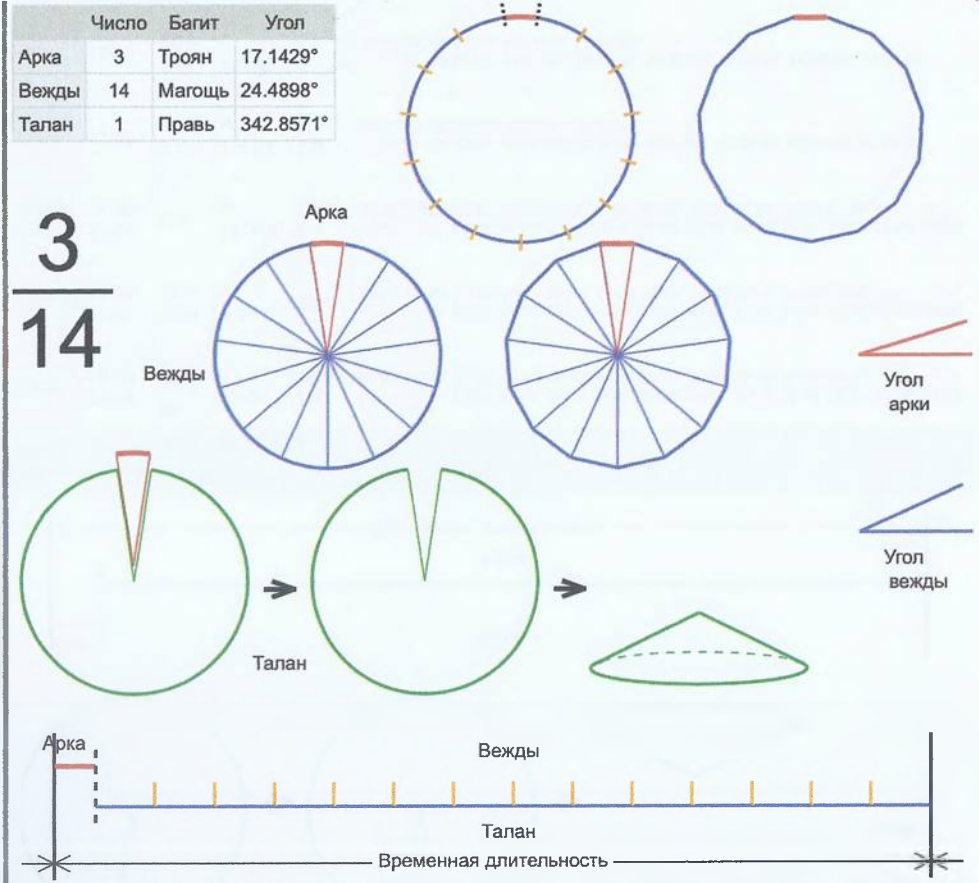 Число Багит Угол
Арка 3 Троян 17.1429°
Вежды 14 Магощь 24.4898°
Талан 1 Правь 342.8571°
3
14
Арка
Вежды
Угол
арки
Угол
вежды
Талан
Арка
Вежды
Талан
Временная длительность